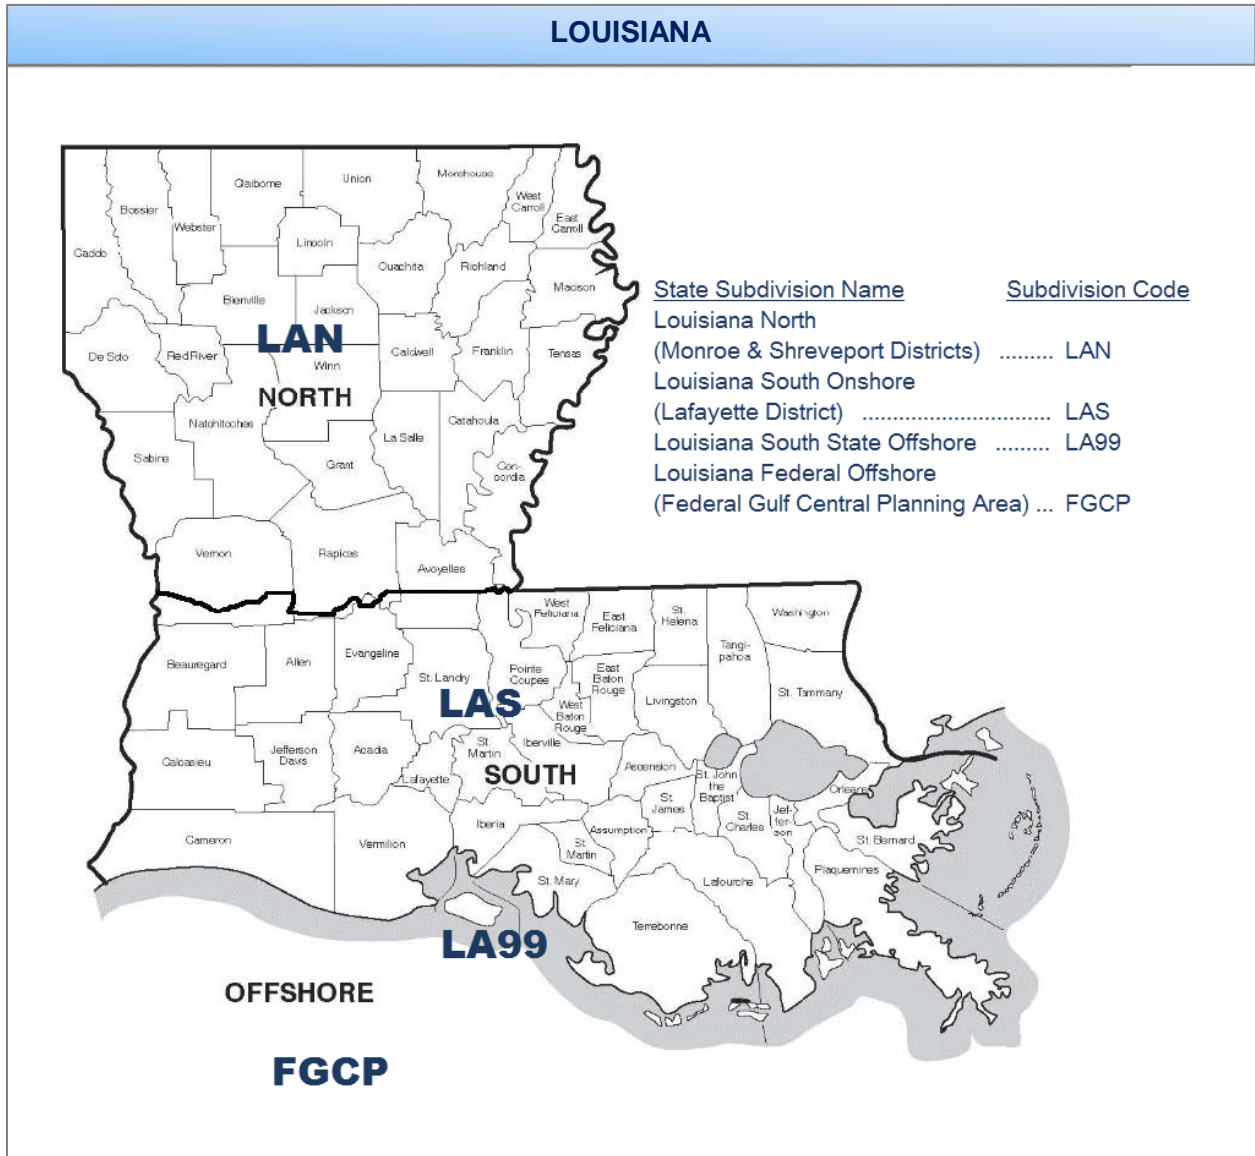 LOUISIANA
Claiborne
Union
Morehouse
West
Carroll
East
Carroll
Bossier
Webster
Lincoln
Caddo
Ouachita
Richland
Madison
Bienville
Jackson
LAN
De Soto
Red River
Winn
Caldwell
Franklin
Tensas
NORTH
Natchitoches
La Salle
Catahoula
Sabine
Grant
Con-
cordia
Vernon
Rapides
Avoyelles
State Subdivision Name Subdivision Code
Louisiana North
(Monroe & Shreveport Districts) ......... LAN
Louisiana South Onshore
(Lafayette District) ............................... LAS
Louisiana South State Offshore ......... LA99
Louisiana Federal Offshore
(Federal Gulf Central Planning Area) ... FGCP
West
Feliciana
East
Feliciana
St.
Helena
Tangi-
pahoa
Washington
Beauregard
Allen
Evangeline
St. Landry
Pointe
Coupee
East
Baton
Rouge
LAS
West
Baton
Rouge
Livingston
St. Tammany
Calcasieu
Jefferson
Davis
Acadia
Lafayette
St.
Martin
Iberville
SOUTH
Ascension
St. John
the
Baptist
Orleans
St.
James
St.
Charles
Jef-
fer-
son
St. Bernard
Cameron
Vermilion
Iberia
Assumption
St.
Martin
St. Mary
Lafourche
Plaquemines
Terrebonne
LA99
OFFSHORE
FGCP